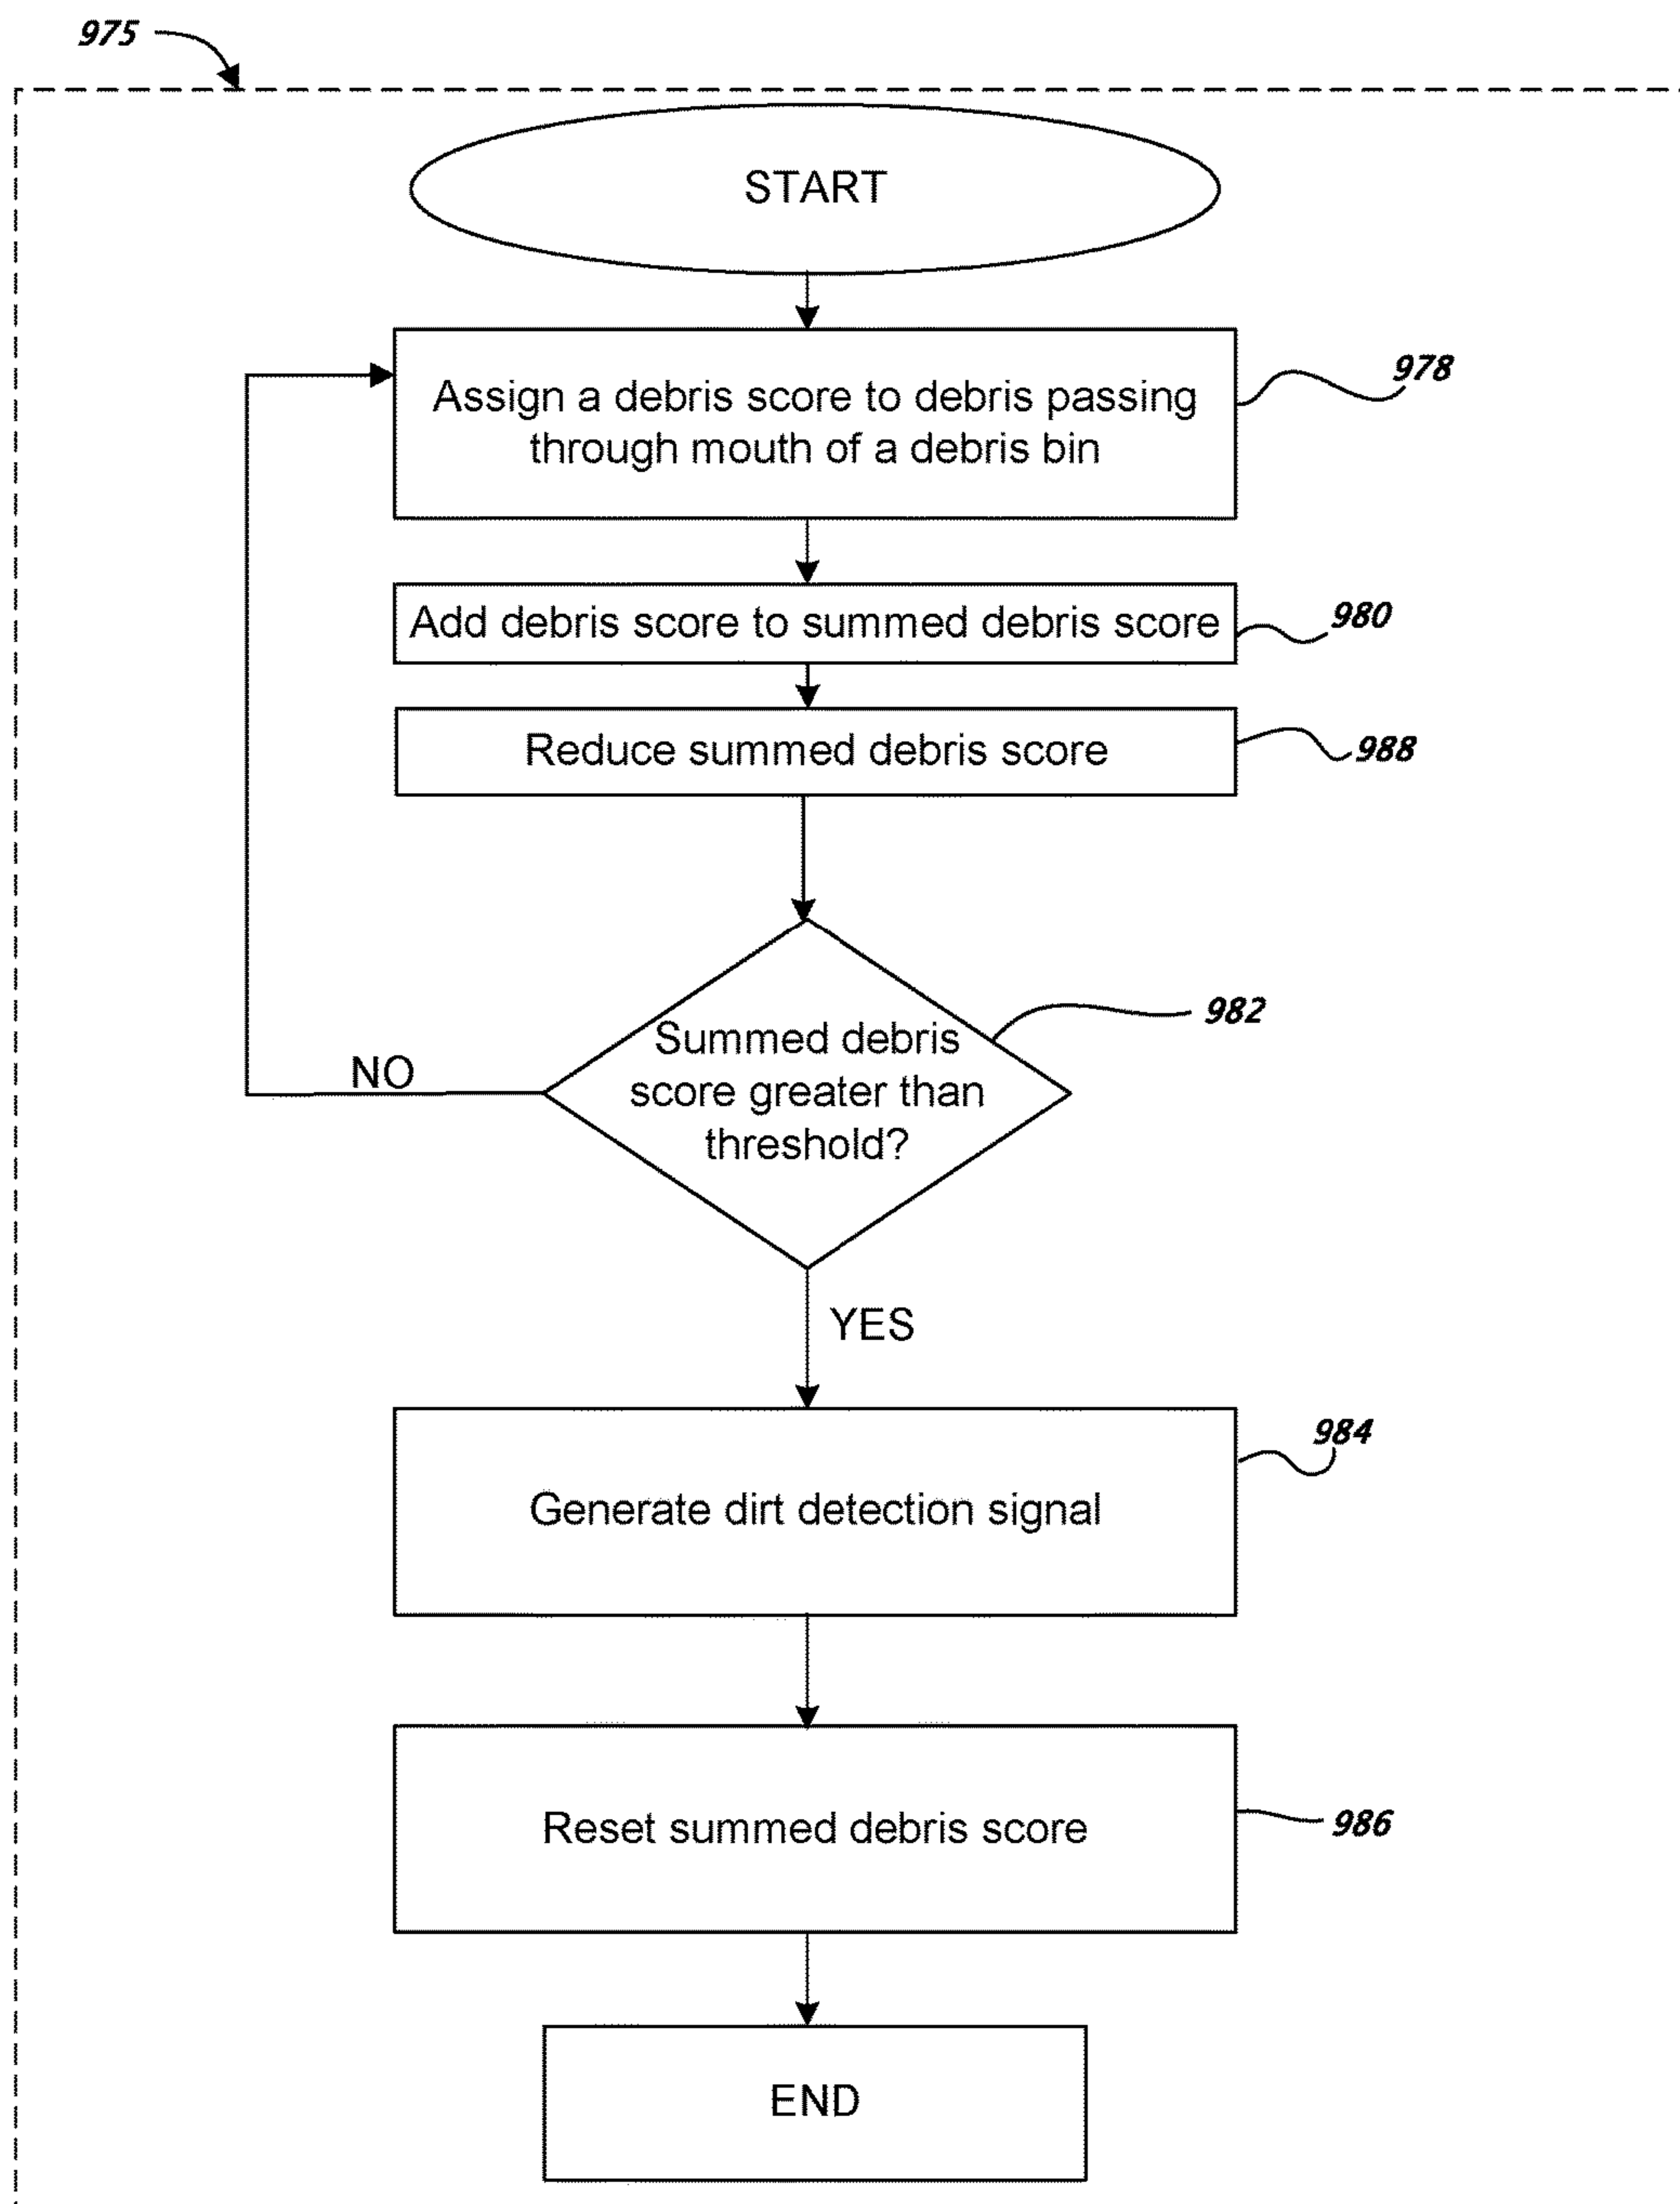 975
START
Assign a debris score to debris passing
through mouth of a debris bin
978
Add debris score to summed debris score
980
Reduce summed debris score
988
Summed debris
score greater than
threshold?
982
NO
YES
Generate dirt detection signal
984
Reset summed debris score
986
END